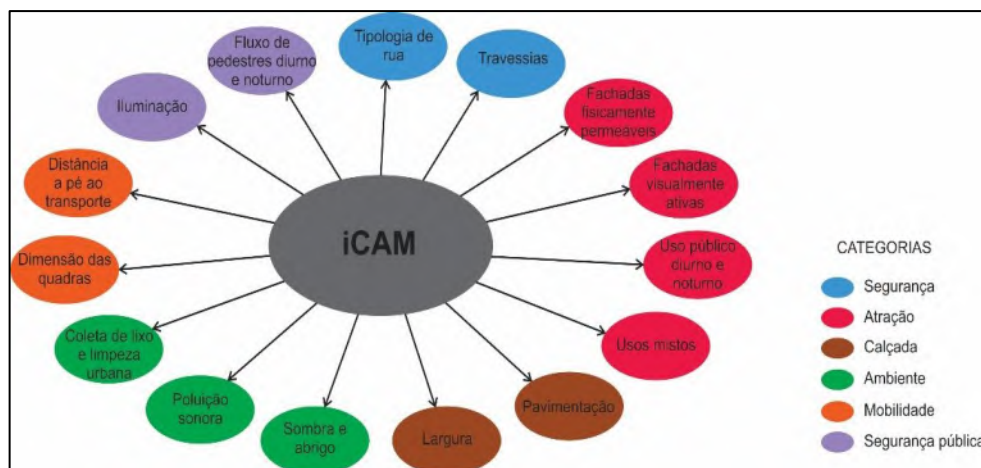 Fluxo de
pedestres diurno
e noturno
Tipologia de
rua
Travessias
Iluminação
Fachadas
fisicamente
permeáveis
Distância
a pé ao
transporte
Fachadas
visualmente
ativas
iCAM
Dimensão das
quadras
Uso público
diurno e
noturno
Coleta de lixo
e limpeza
urbana
Usos mistos
Poluição
sonora
Sombra e
abrigo
Largura
Pavimentação
CATEGORIAS
Segurança
Atração
Calçada
Ambiente
Mobilidade
Segurança pública